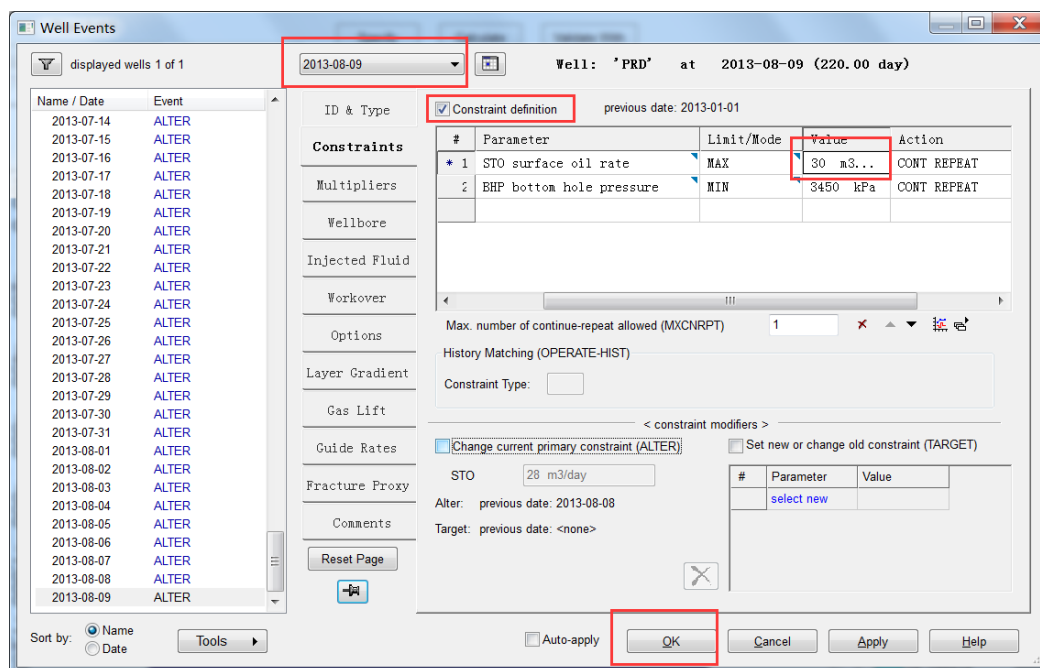 Well Events
displayed wells 1 of 1
2013-08-09
Well: 'PRD' at 2013-08-09 (220.00 day)
Name / Date Event
2013-07-14 ALTER
2013-07-15 ALTER
2013-07-16 ALTER
2013-07-17 ALTER
2013-07-18 ALTER
2013-07-19 ALTER
2013-07-20 ALTER
2013-07-21 ALTER
2013-07-22 ALTER
2013-07-23 ALTER
2013-07-24 ALTER
2013-07-25 ALTER
2013-07-26 ALTER
2013-07-27 ALTER
2013-07-28 ALTER
2013-07-29 ALTER
2013-07-30 ALTER
2013-07-31 ALTER
2013-08-01 ALTER
2013-08-02 ALTER
2013-08-03 ALTER
2013-08-04 ALTER
2013-08-05 ALTER
2013-08-06 ALTER
2013-08-07 ALTER
2013-08-08 ALTER
2013-08-09 ALTER
ID & Type
Constraints
Multipliers
Wellbore
Injected Fluid
Workover
Options
Layer Gradient
Gas Lift
Guide Rates
Fracture Proxy
Comments
Reset Page
Constraint definition previous date: 2013-01-01
# Parameter Limit/Mode Value Action
* 1 STO surface oil rate MAX 30 m3... CONT REPEAT
2 BHP bottom hole pressure MIN 3450 kPa CONT REPEAT
Max. number of continue-repeat allowed (MXCNRPT) 1
History Matching (OPERATE-HIST)
Constraint Type:
< constraint modifiers >
Change current primary constraint (ALTER)
STO 28 m3/day
Alter: previous date: 2013-08-08
Target: previous date: <none>
Set new or change old constraint (TARGET)
# Parameter Value
select new
Sort by: Name
Date
Tools
Auto-apply
OK
Cancel
Apply
Help